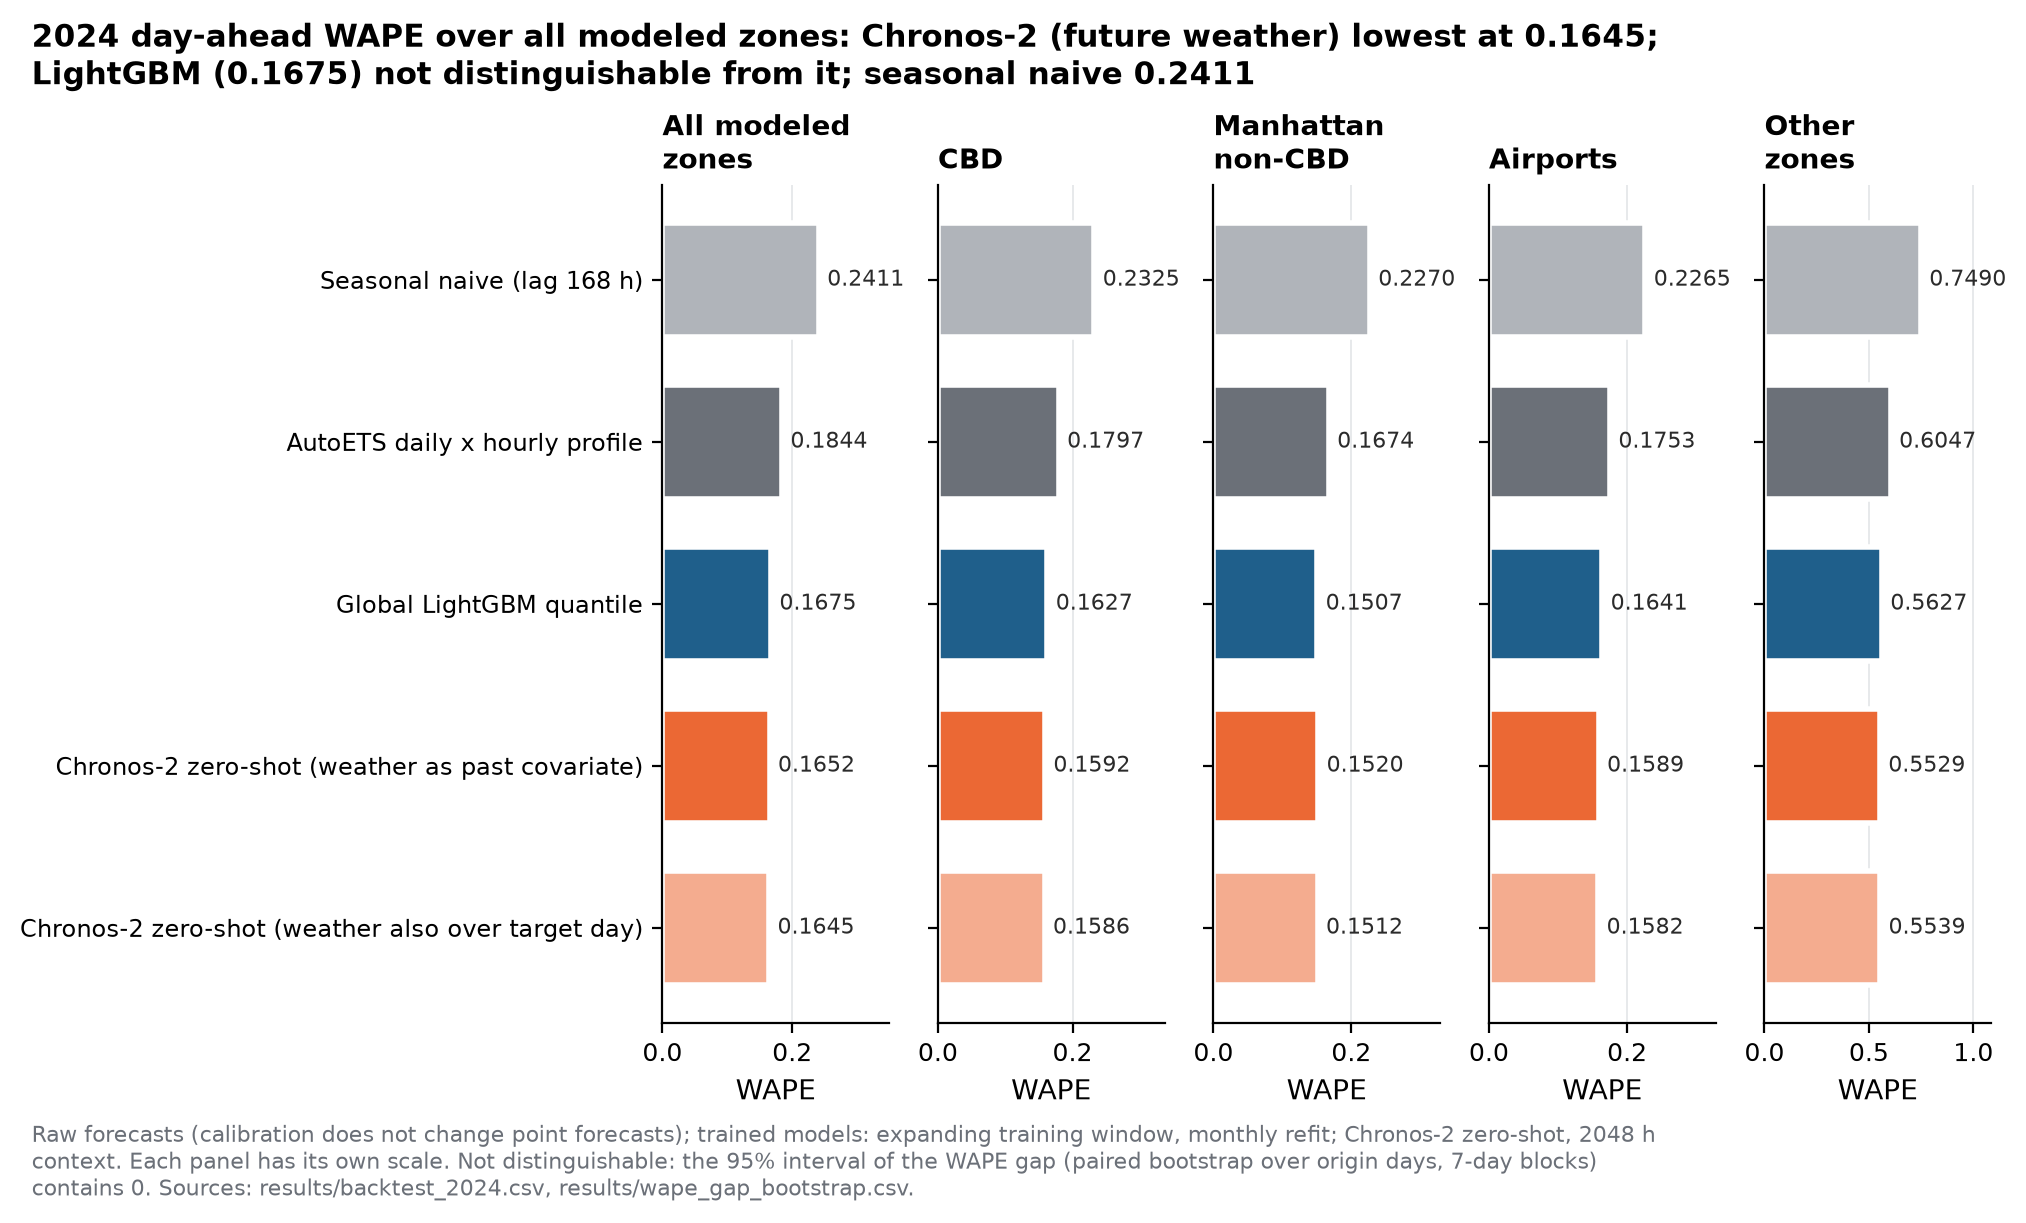 2024 day-ahead WAPE over all modeled zones: Chronos-2 (future weather) lowest at 0.1645;
LightGBM (0.1675) not distinguishable from it; seasonal naive 0.2411
All modeled
zones
CBD
Manhattan
non-CBD
Airports
Other
zones
Seasonal naive (lag 168 h)
0.2411
0.2325
0.2270
0.2265
0.7490
AutoETS daily x hourly profile
0.1844
0.1797
0.1674
0.1753
0.6047
Global LightGBM quantile
0.1675
0.1627
0.1507
0.1641
0.5627
Chronos-2 zero-shot (weather as past covariate)
0.1652
0.1592
0.1520
0.1589
0.5529
Chronos-2 zero-shot (weather also over target day)
0.1645
0.1586
0.1512
0.1582
0.5539
0.0 0.2
0.0 0.2
0.0 0.2
0.0 0.2
0.0 0.5 1.0
WAPE
WAPE
WAPE
WAPE
WAPE
Raw forecasts (calibration does not change point forecasts); trained models: expanding training window, monthly refit; Chronos-2 zero-shot, 2048 h
context. Each panel has its own scale. Not distinguishable: the 95% interval of the WAPE gap (paired bootstrap over origin days, 7-day blocks)
contains 0. Sources: results/backtest_2024.csv, results/wape_gap_bootstrap.csv.